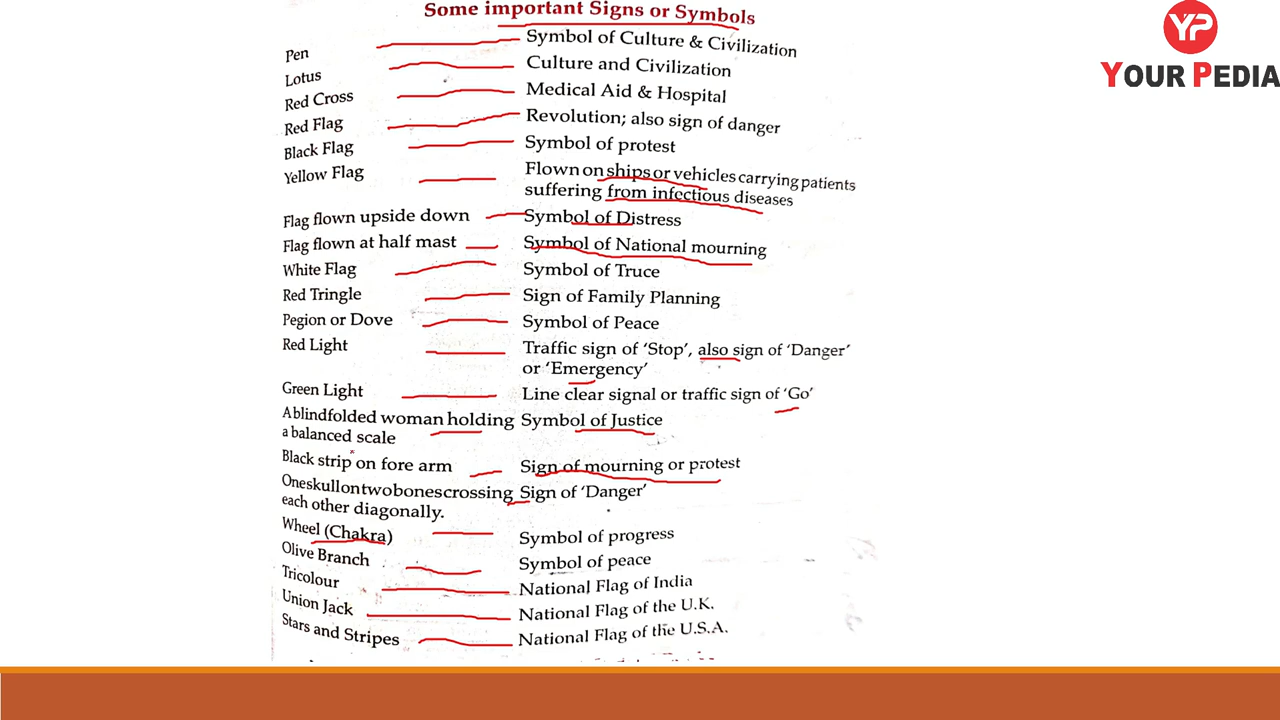 Some important Signs or Symbols
YP
YOUR PEDIA
Pen Symbol of Culture & Civilization
Lotus Culture and Civilization
Red Cross Medical Aid & Hospital
Red Flag Revolution; also sign of danger
Black Flag Symbol of protest
Yellow Flag Flown on ships or vehicles carrying patients
suffering from infectious diseases
Flag flown upside down Symbol of Distress
Flag flown at half mast Symbol of National mourning
White Flag Symbol of Truce
Red Tringle Sign of Family Planning
Pegion or Dove Symbol of Peace
Red Light Traffic sign of ‘Stop’, also sign of ‘Danger’
or ‘Emergency’
Green Light Line clear signal or traffic sign of ‘Go’
A blindfolded woman holding Symbol of Justice
a balanced scale
Black strip on fore arm Sign of mourning or protest
One skull on two bones crossing Sign of ‘Danger’
each other diagonally.
Wheel (Chakra) Symbol of progress
Olive Branch Symbol of peace
Tricolour National Flag of India
Union Jack National Flag of the U.K.
Stars and Stripes National Flag of the U.S.A.